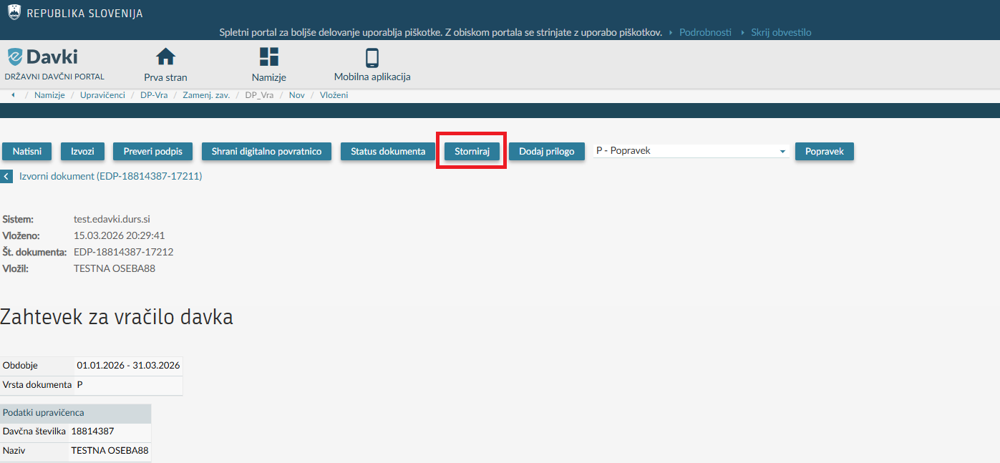 REPUBLIKA SLOVENIJA
Spletni portal za boljše delovanje uporablja piškotke. Z obiskom portala se strinjate z uporabo piškotkov. Podrobnosti Skrij obvestilo
Davki
DRŽAVNI DAVČNI PORTAL
Prva stran
Namizje
Mobilna aplikacija
/ Namizje / Upravičenci / DP-Vra / Zamenj. zav. / DP_Vra / Nov / Vloženi
Natisni Izvozi Preveri podpis Shrani digitalno povratnico Status dokumenta Storniraj Dodaj prilogo P - Popravek Popravek
Izvorni dokument (EDP-18814387-17211)
Sistem: test.edavki.durs.si
Vloženo: 15.03.2026 20:29:41
Št. dokumenta: EDP-18814387-17212
Vložil: TESTNA OSEBA88
Zahtevek za vračilo davka
Obdobje 01.01.2026 - 31.03.2026
Vrsta dokumenta P
Podatki upravičenca
Davčna številka 18814387
Naziv TESTNA OSEBA88